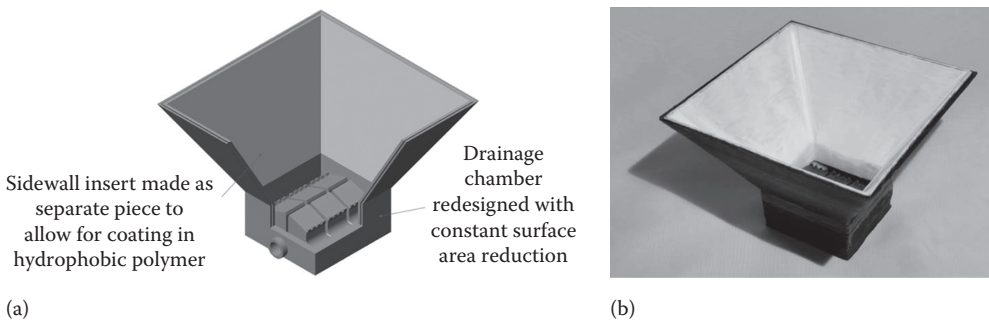 Sidewall insert made as
separate piece to
allow for coating in
hydrophobic polymer
Drainage
chamber
redesigned with
constant surface
area reduction
(a)
(b)